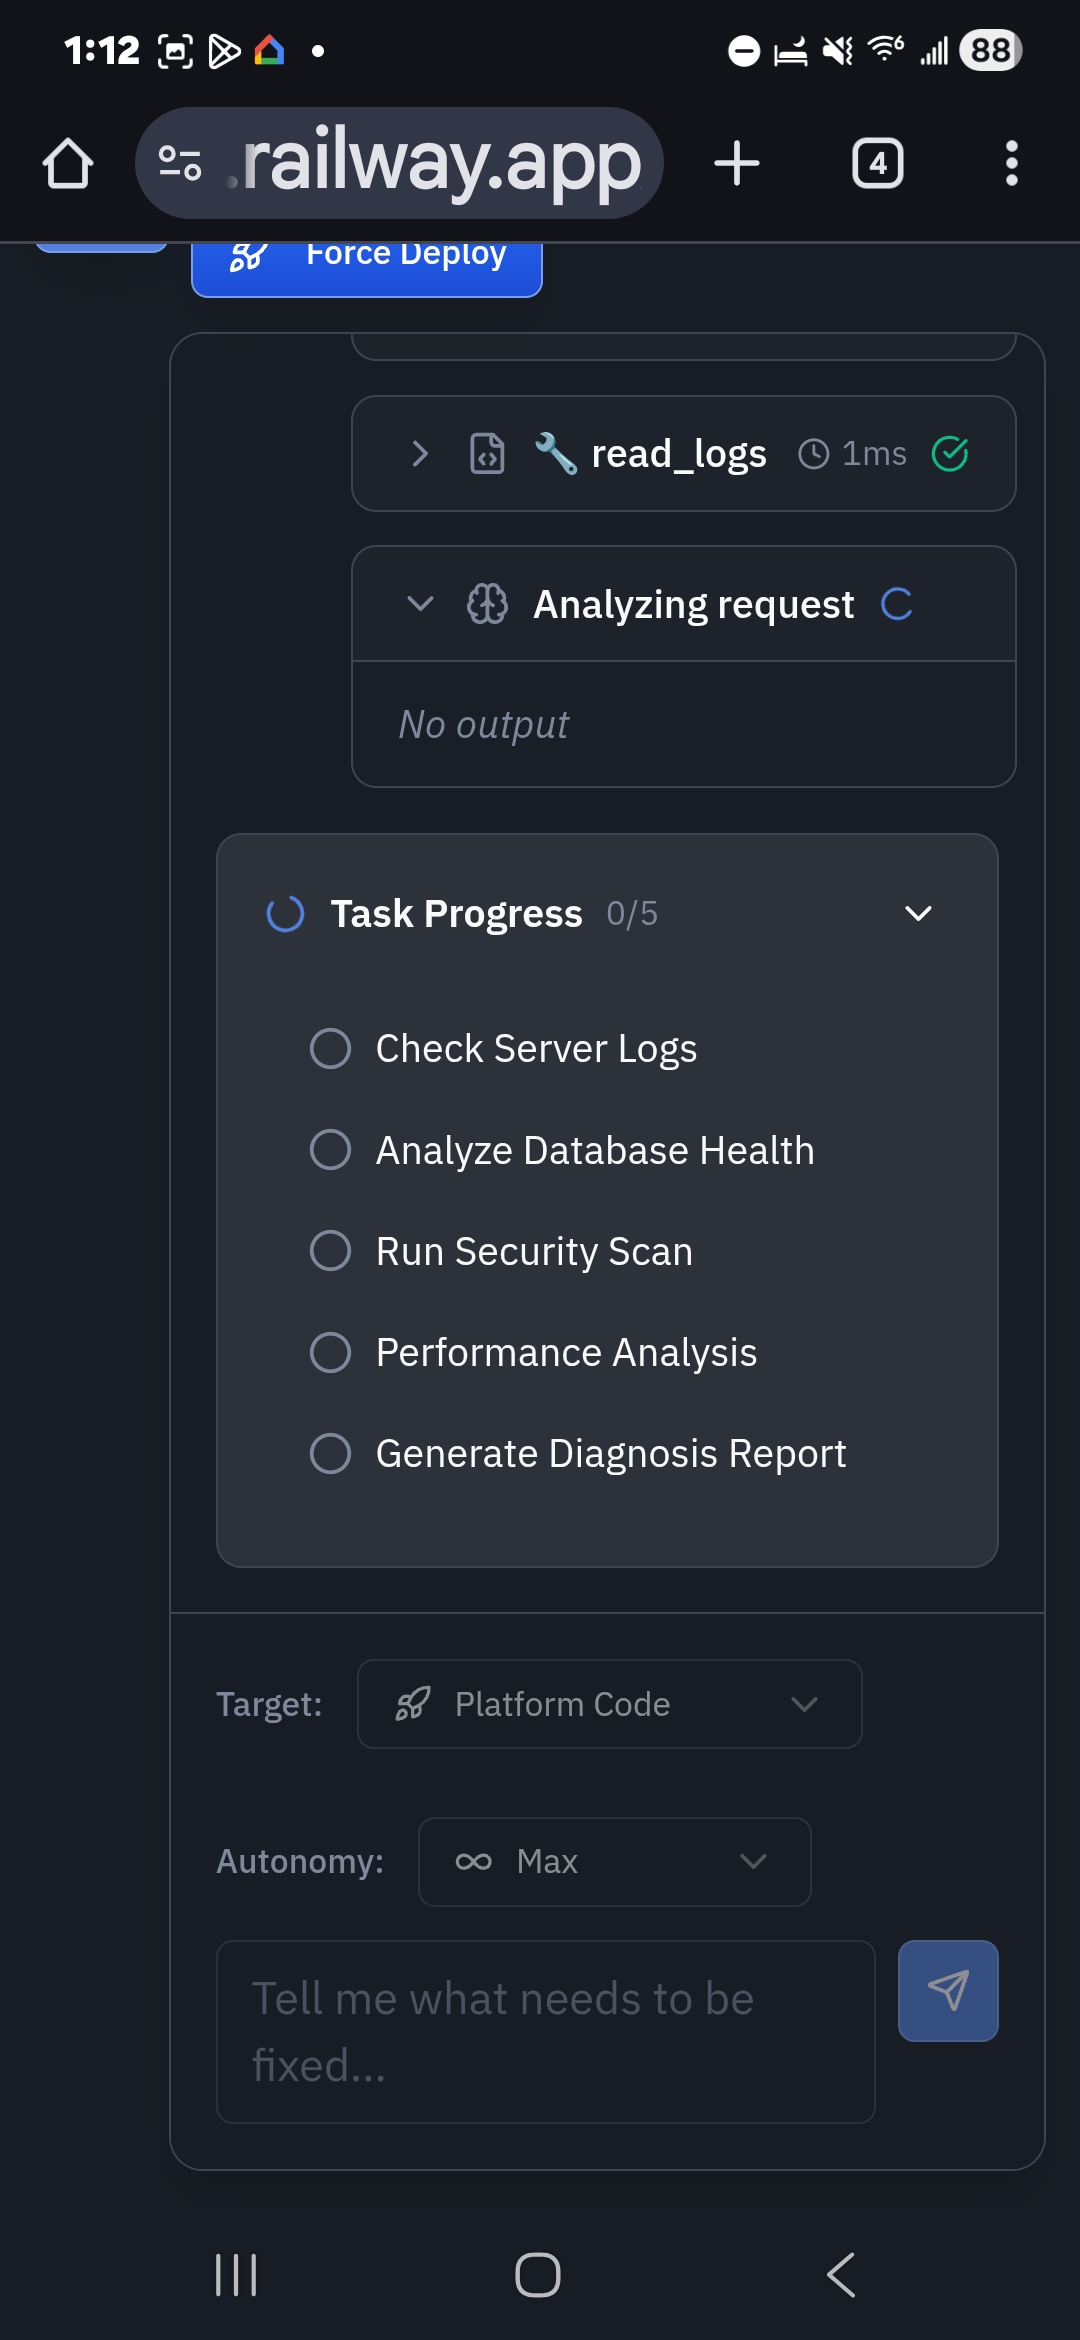 1:12
6
88
.railway.app
4
Force Deploy
🔧 read_logs 1ms
Analyzing request
No output
Task Progress 0/5
Check Server Logs
Analyze Database Health
Run Security Scan
Performance Analysis
Generate Diagnosis Report
Target: Platform Code
Autonomy: Max
Tell me what needs to be
fixed...